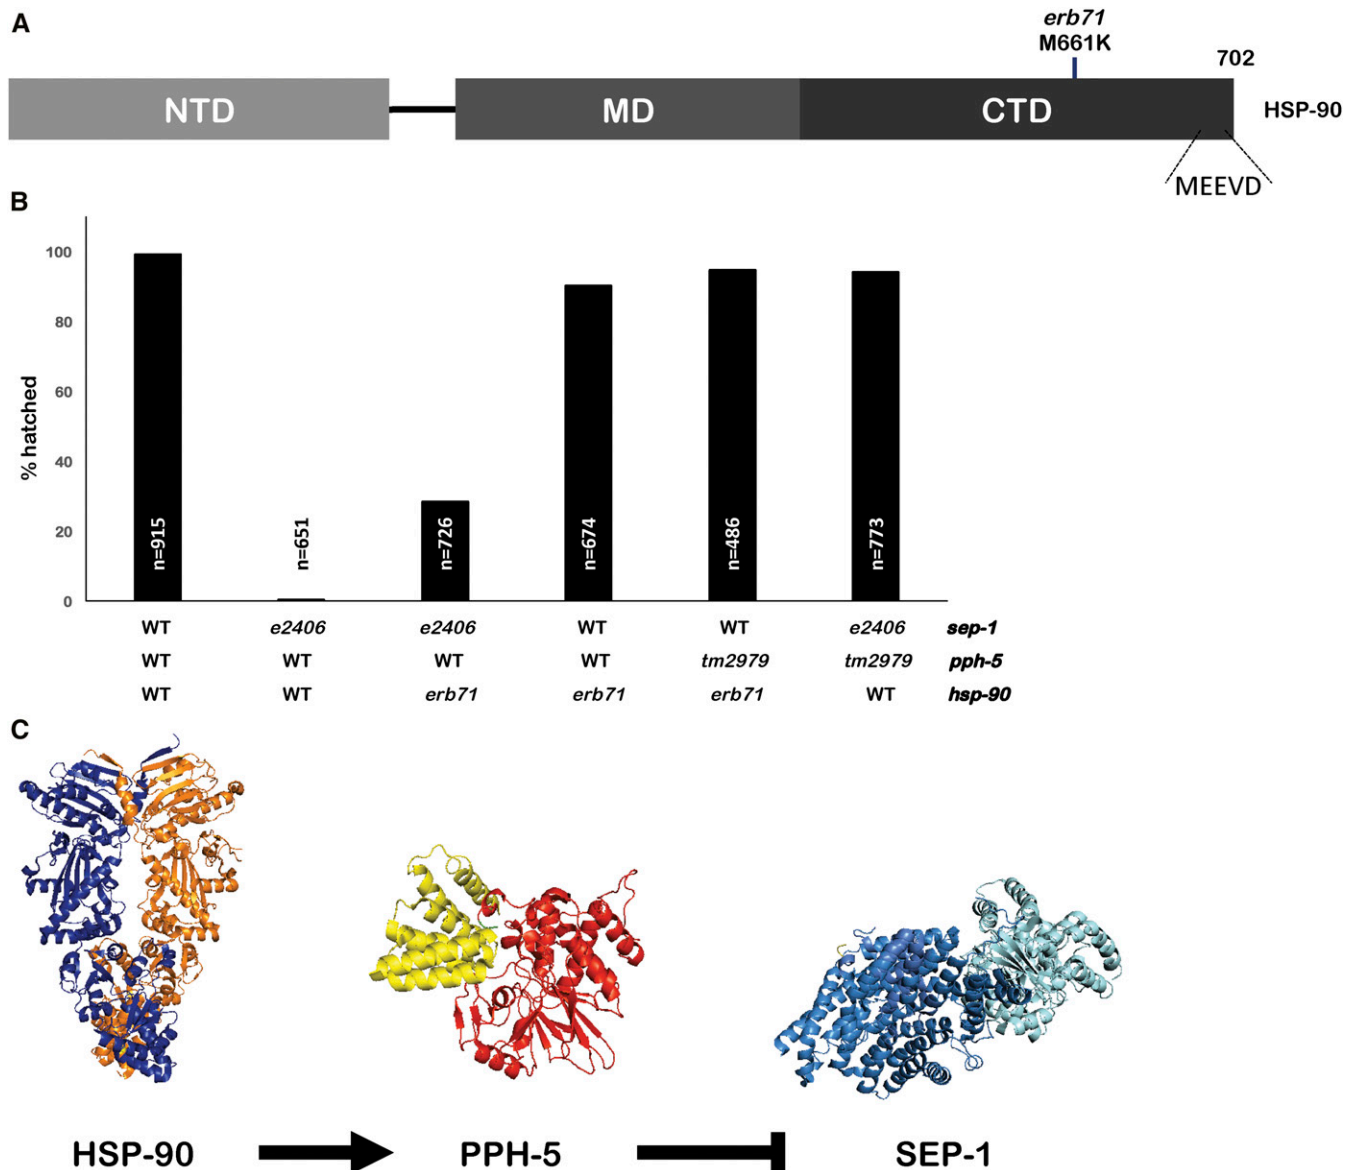 A
erb71
M661K
702
NTD
MD
CTD
HSP-90
MEEVD
B
% hatched
100
80
60
40
20
0
n=915
n=651
n=726
n=674
n=486
n=773
WT e2406 e2406 WT WT e2406 sep-1
WT WT WT WT tm2979 tm2979 pph-5
WT WT erb71 erb71 erb71 WT hsp-90
C
HSP-90 PPH-5 SEP-1